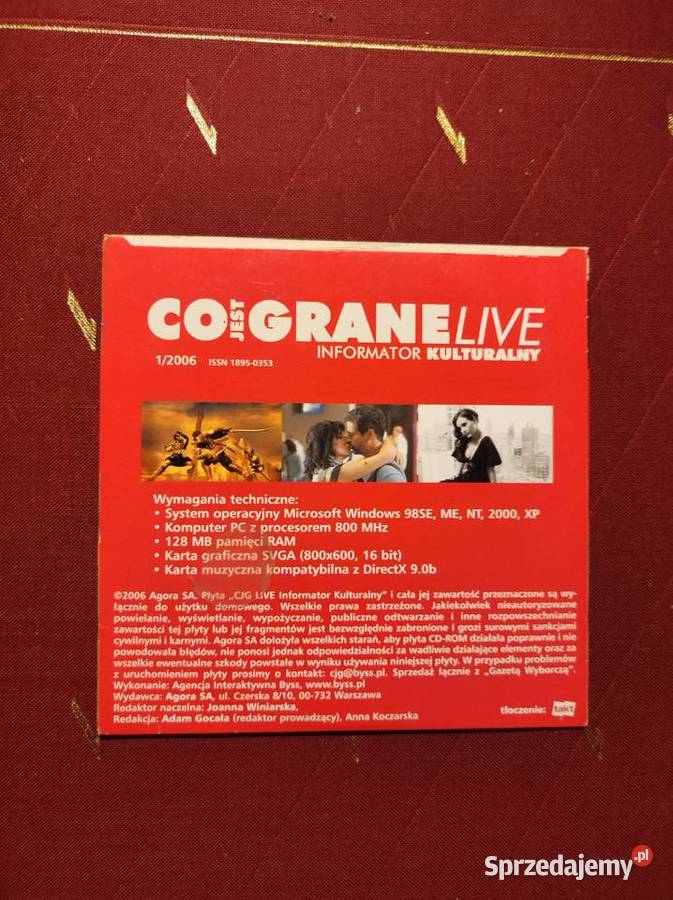 CO JEST GRANE LIVE
INFORMATOR KULTURALNY
1/2006 ISSN 1895-0353
Wymagania techniczne:
• System operacyjny Microsoft Windows 98SE, ME, NT, 2000, XP
• Komputer PC z procesorem 800 MHz
• 128 MB pamięci RAM
• Karta graficzna SVGA (800x600, 16 bit)
• Karta muzyczna kompatybilna z DirectX 9.0b
©2006 Agora SA. Płyta „CJG LIVE Informator Kulturalny” i cała jej zawartość przeznaczone są wy-
łącznie do użytku domowego. Wszelkie prawa zastrzeżone. Jakiekolwiek nieautoryzowane
powielanie, wyświetlanie, wypożyczanie, publiczne odtwarzanie i inne rozpowszechnianie
zawartości tej płyty lub jej fragmentów jest bezwzględnie zabronione i grozi surowymi sankcjami
cywilnymi i karnymi. Agora SA dołożyła wszelkich starań, aby płyta CD-ROM działała poprawnie i nie
powodowała błędów, nie ponosi jednak odpowiedzialności za wadliwie działające elementy oraz za
wszelkie ewentualne szkody powstałe w wyniku używania niniejszej płyty. W przypadku problemów
z uruchomieniem płyty prosimy o kontakt: cjg@byss.pl. Sprzedaż łącznie z „Gazetą Wyborczą”.
Wykonanie: Agencja Interaktywna Byss, www.byss.pl
Wydawca: Agora SA, ul. Czerska 8/10, 00-732 Warszawa
Redaktor naczelna: Joanna Winiarska,
Redakcja: Adam Gocała (redaktor prowadzący), Anna Koczarska
tłoczenie: takt
Sprzedajemy.pl